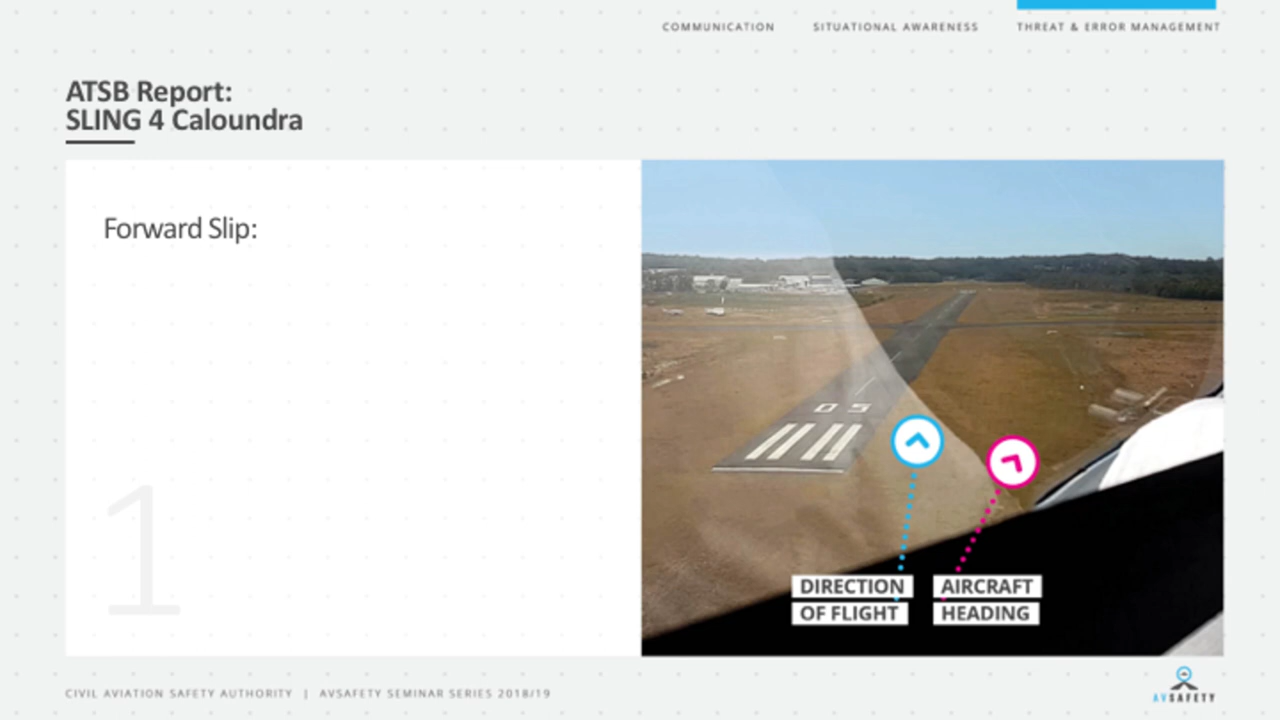 COMMUNICATION SITUATIONAL AWARENESS THREAT & ERROR MANAGEMENT
ATSB Report:
SLING 4 Caloundra
Forward Slip:
05
DIRECTION
OF FLIGHT
AIRCRAFT
HEADING
1
CIVIL AVIATION SAFETY AUTHORITY | AVSAFETY SEMINAR SERIES 2018/19
AVSAFETY